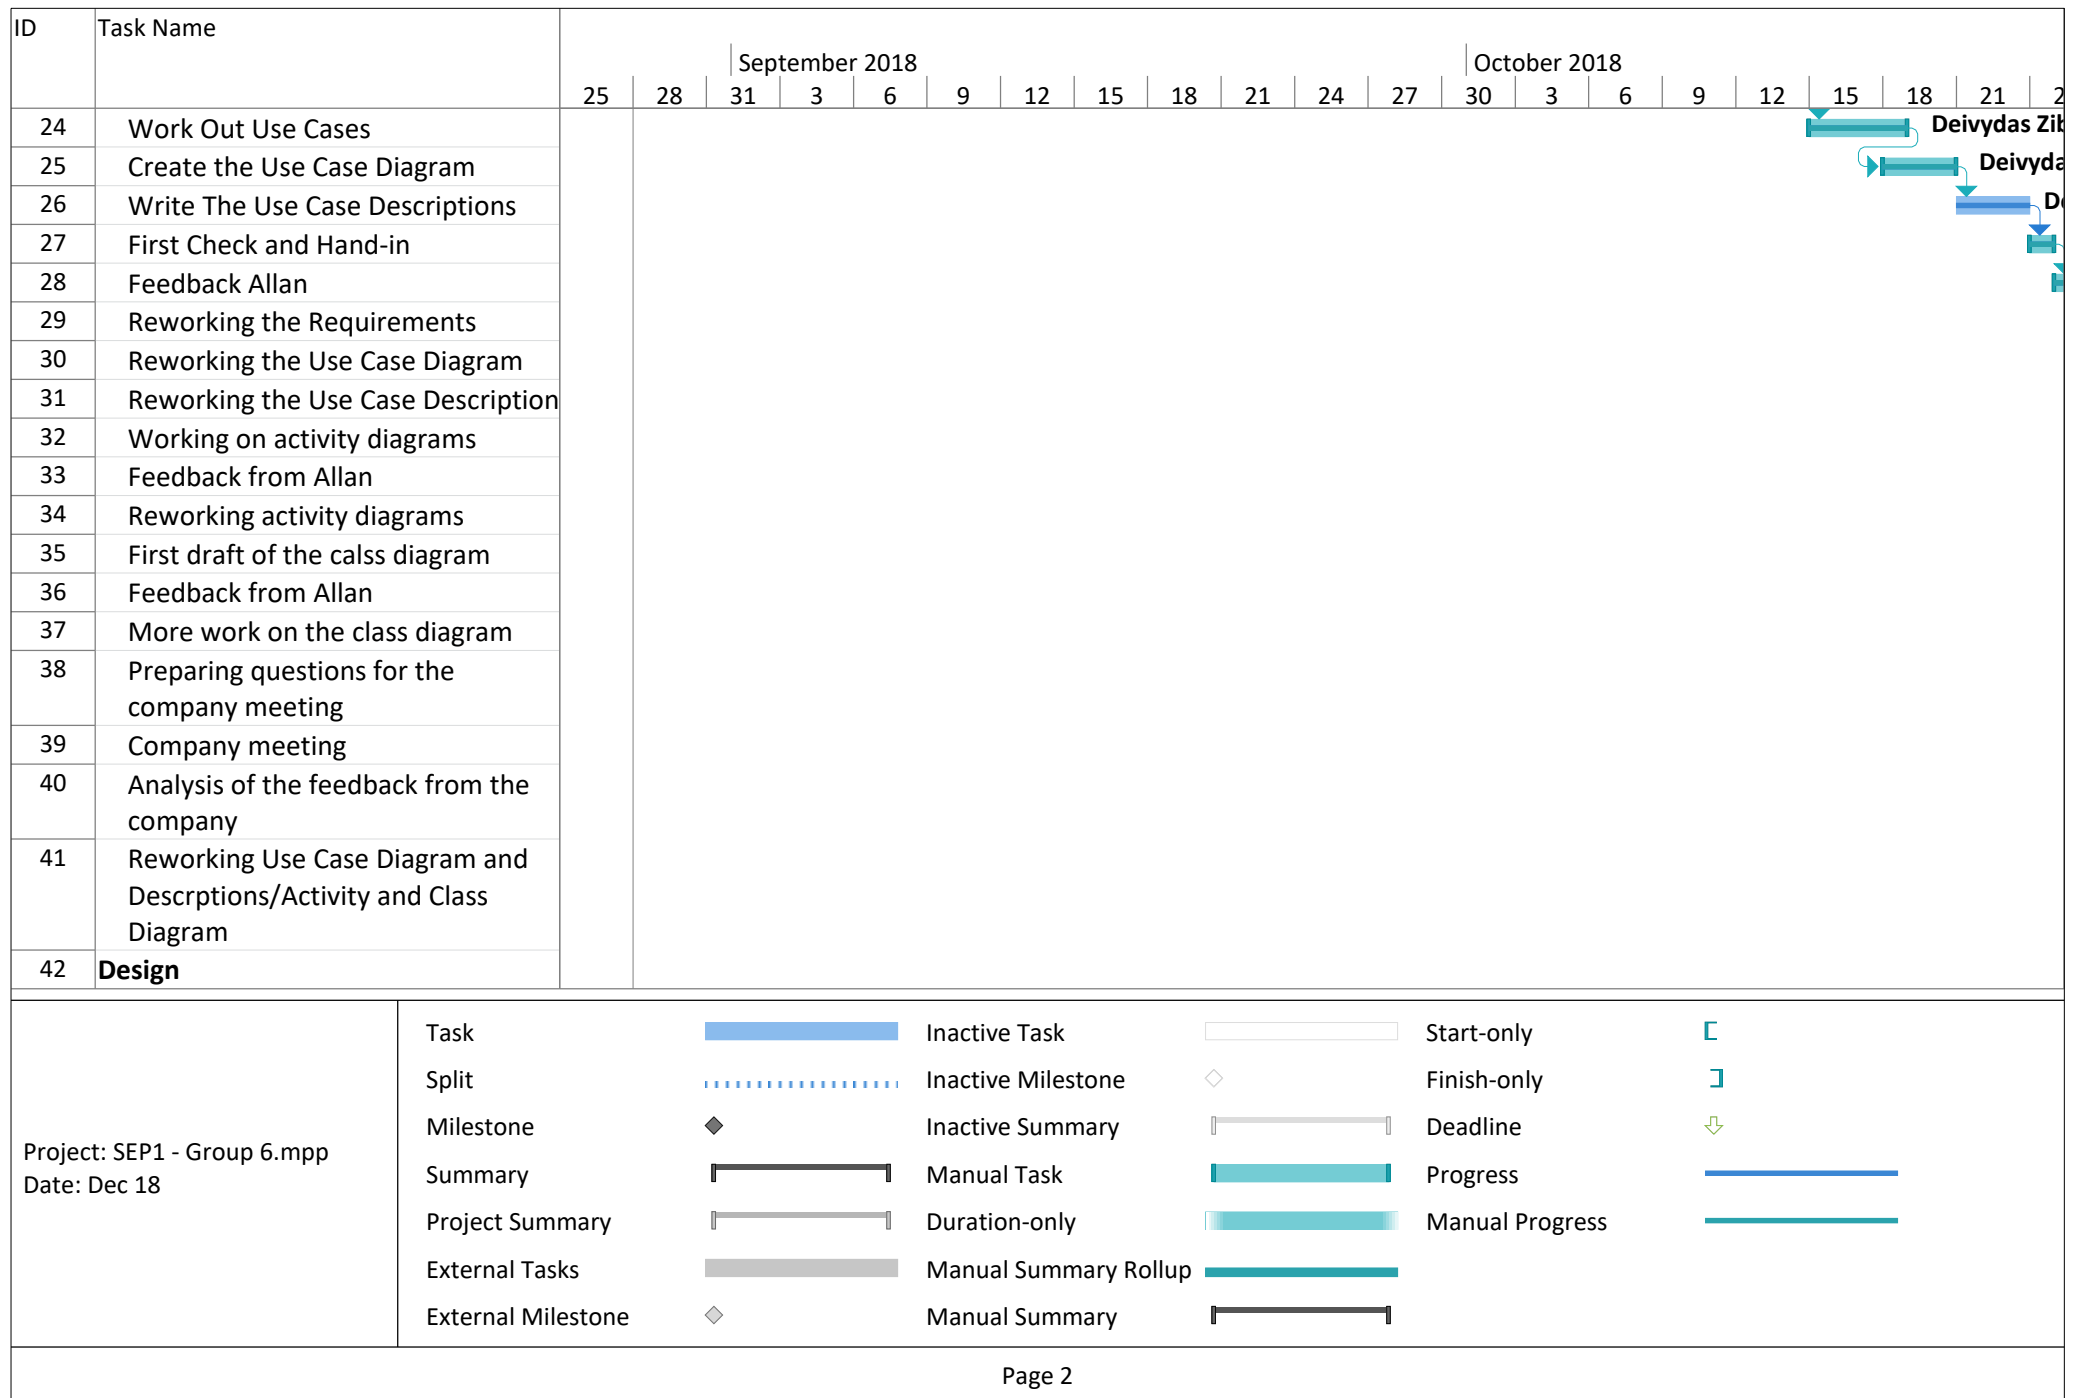 ID Task Name
September 2018 October 2018
25 28 31 3 6 9 12 15 18 21 24 27 30 3 6 9 12 15 18 21 2
24 Work Out Use Cases Deivydas Zib
25 Create the Use Case Diagram Deivyda
26 Write The Use Case Descriptions De
27 First Check and Hand-in
28 Feedback Allan
29 Reworking the Requirements
30 Reworking the Use Case Diagram
31 Reworking the Use Case Description
32 Working on activity diagrams
33 Feedback from Allan
34 Reworking activity diagrams
35 First draft of the calss diagram
36 Feedback from Allan
37 More work on the class diagram
38 Preparing questions for the
company meeting
39 Company meeting
40 Analysis of the feedback from the
company
41 Reworking Use Case Diagram and
Descrptions/Activity and Class
Diagram
42 Design
Project: SEP1 - Group 6.mpp
Date: Dec 18
Task
Split
Milestone
Summary
Project Summary
External Tasks
External Milestone
Inactive Task
Inactive Milestone
Inactive Summary
Manual Task
Duration-only
Manual Summary Rollup
Manual Summary
Start-only
Finish-only
Deadline
Progress
Manual Progress
Page 2